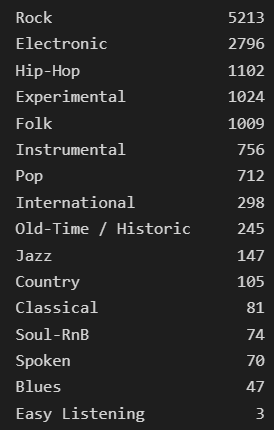 Rock 5213
Electronic 2796
Hip-Hop 1102
Experimental 1024
Folk 1009
Instrumental 756
Pop 712
International 298
Old-Time / Historic 245
Jazz 147
Country 105
Classical 81
Soul-RnB 74
Spoken 70
Blues 47
Easy Listening 3